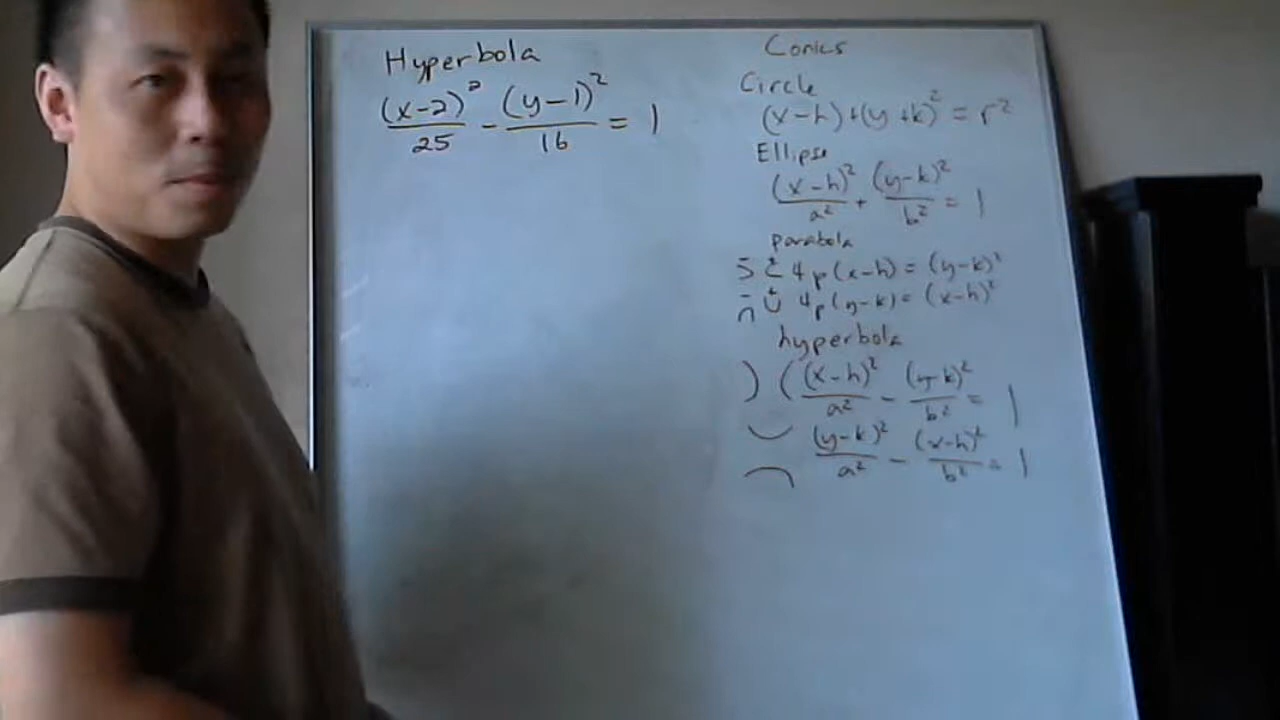 Hyperbola
(x-2)² / 25 - (y-1)² / 16 = 1
Conics
Circle
(x-h)+(y+k)² = r²
Ellipse
(x-h)² / a² + (y-k)² / b² = 1
parabola
4p(x-h) = (y-k)²
4p(y-k) = (x-h)²
hyperbola
(x-h)² / a² - (y-k)² / b² = 1
(y-k)² / a² - (x-h)² / b² = 1